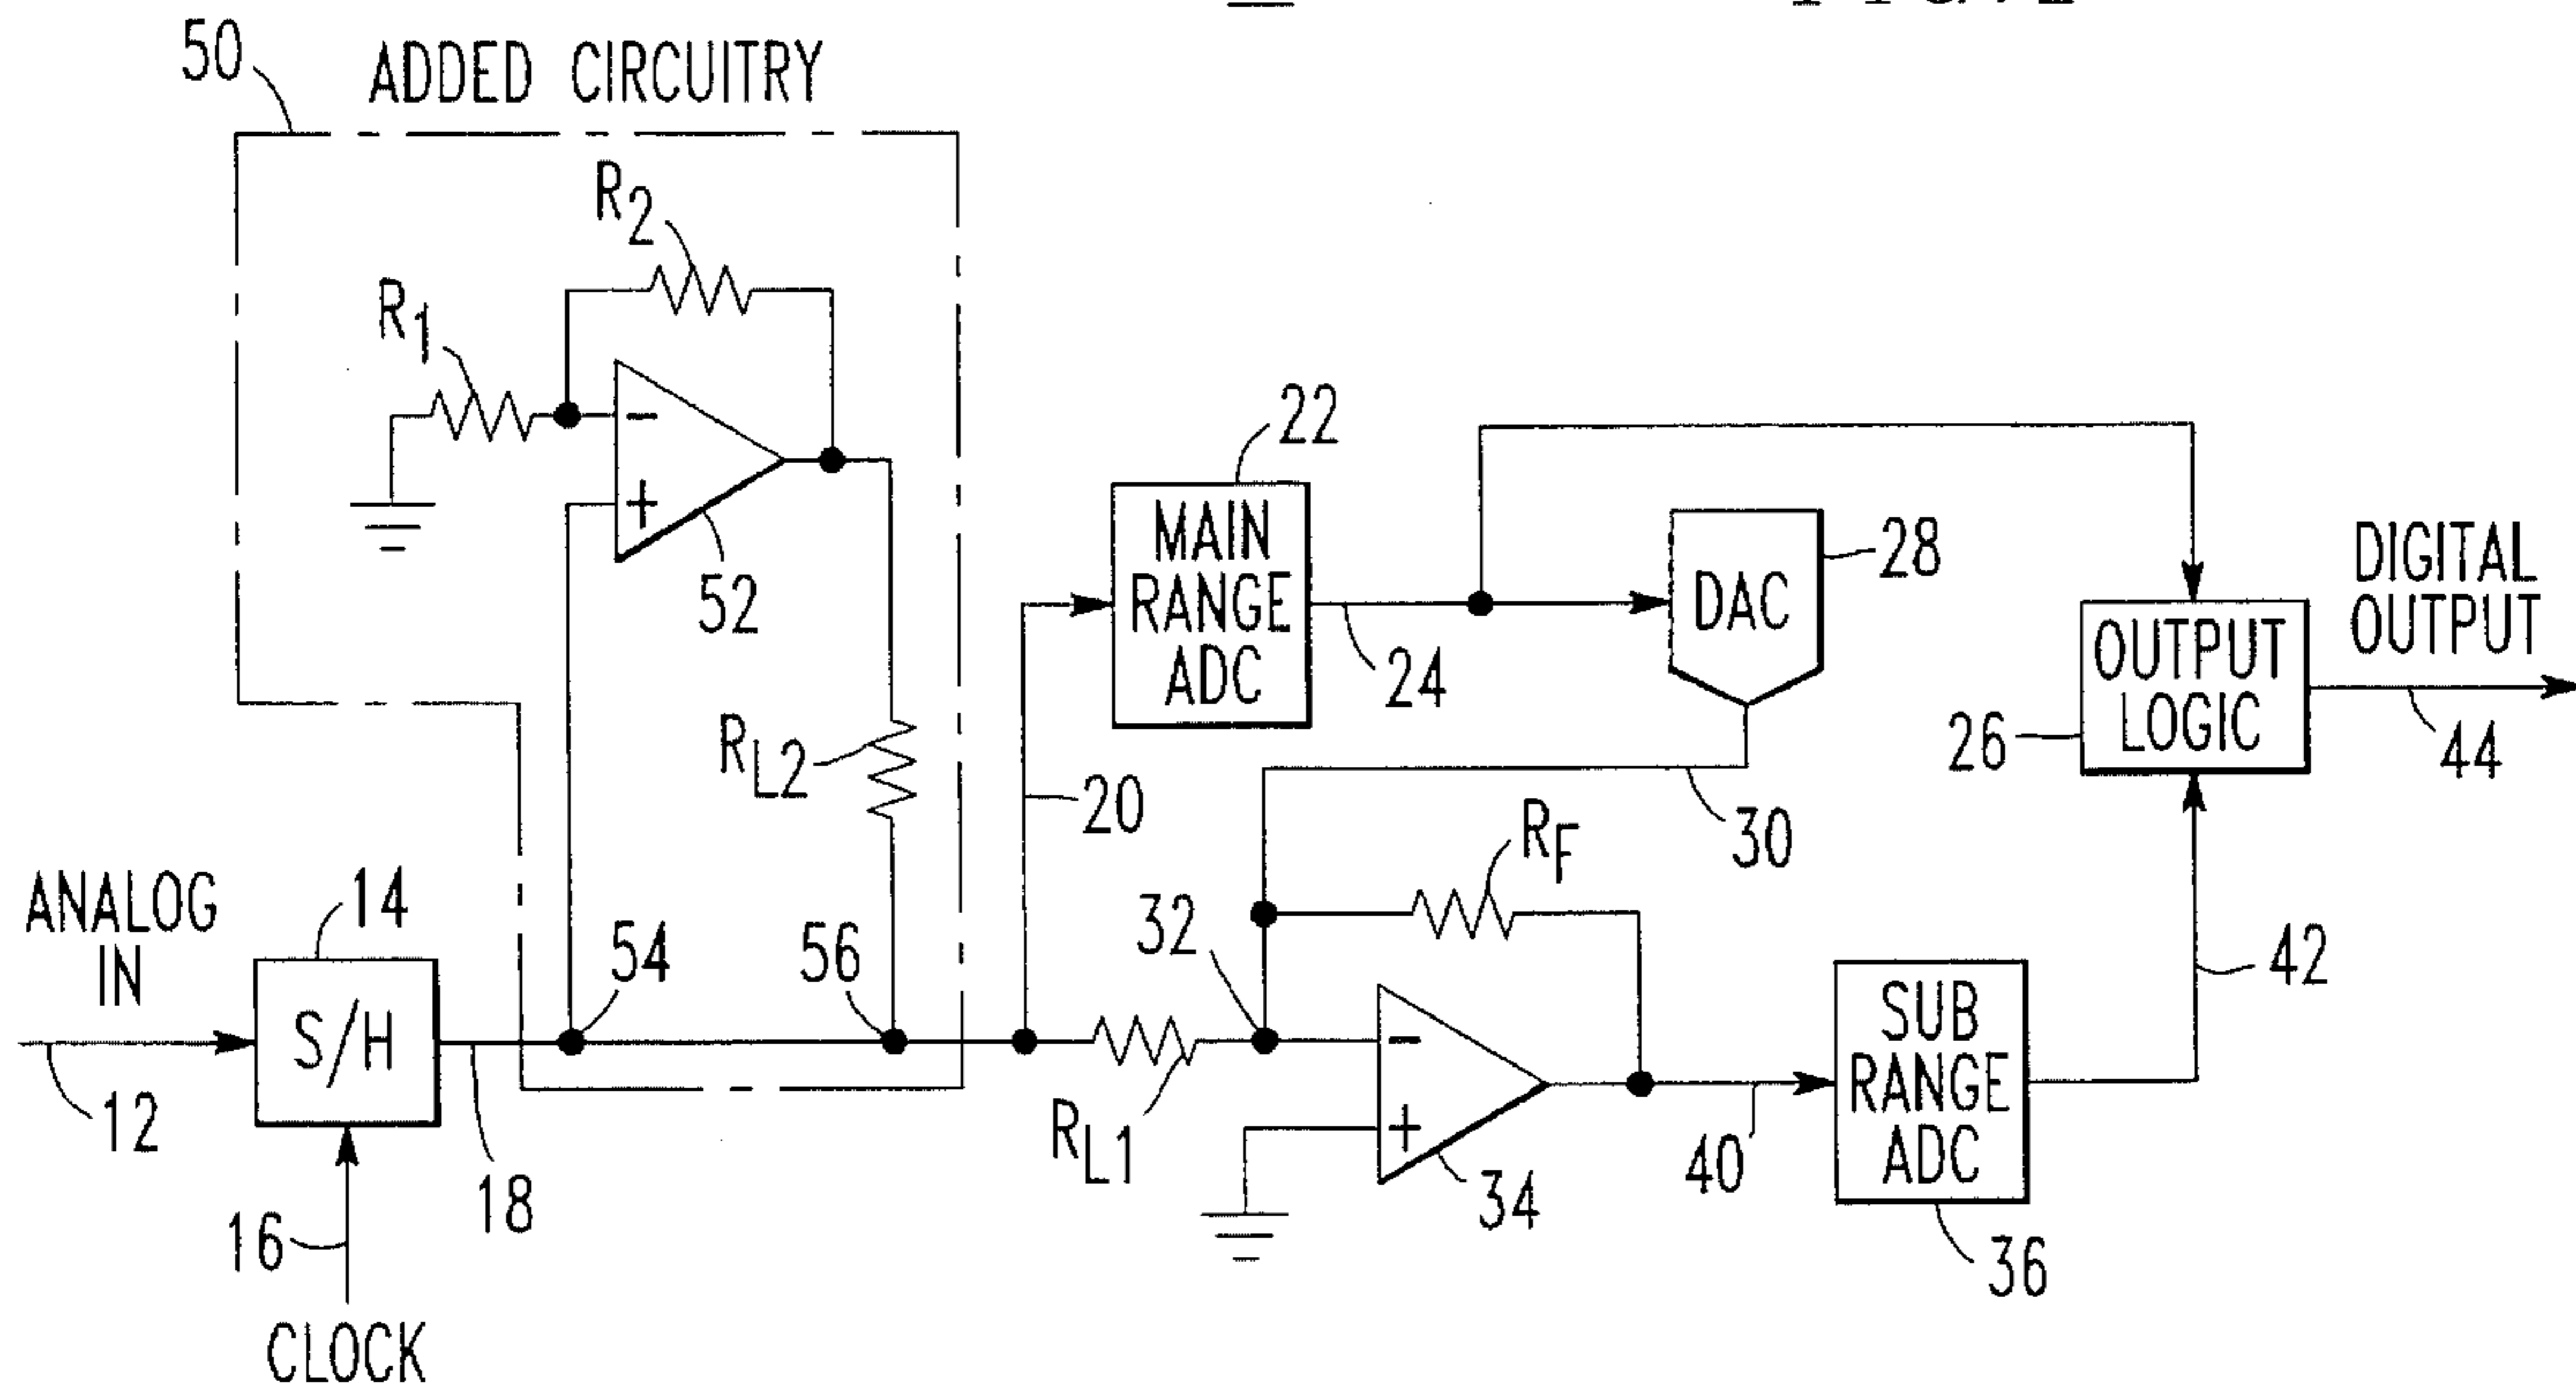 50
ADDED CIRCUITRY
R2
R1
-
+
52
RL2
22
MAIN
RANGE
ADC
20
24
DAC
28
30
DIGITAL
OUTPUT
OUTPUT
LOGIC
26
44
ANALOG
IN
14
S/H
12
16
CLOCK
18
54
56
32
RF
RL1
-
+
34
40
SUB
RANGE
ADC
42
36